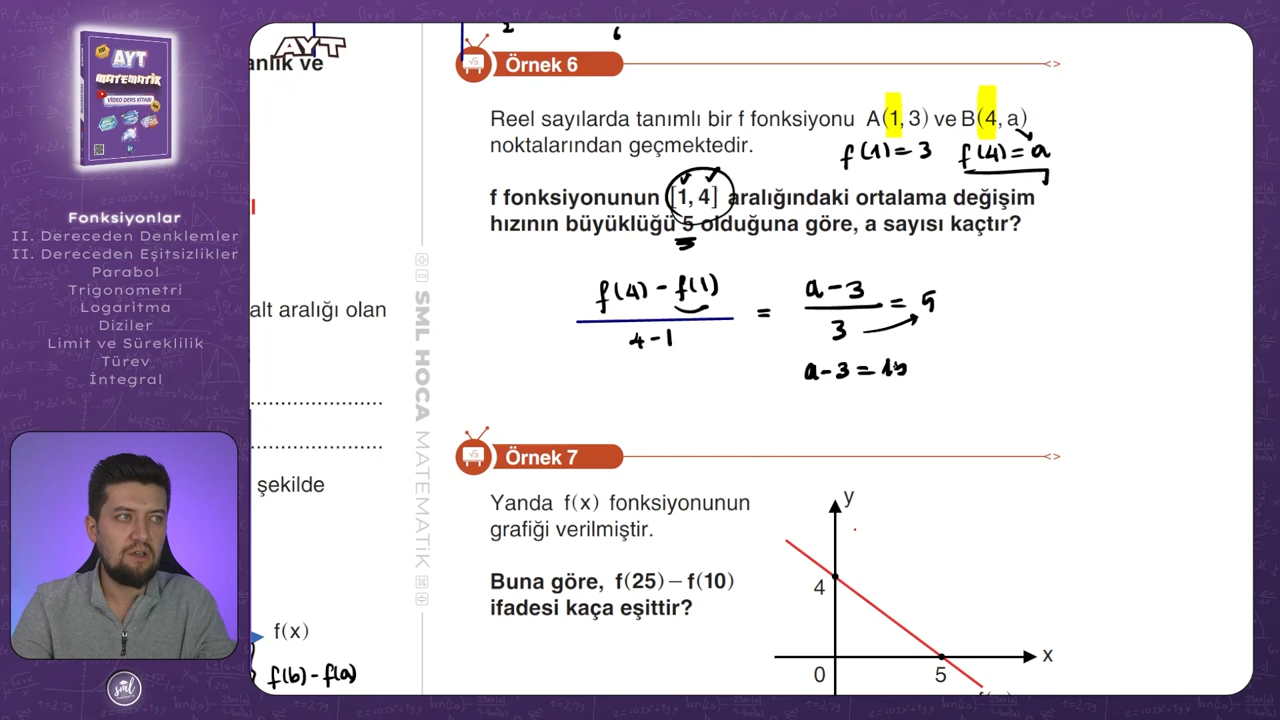 AYT
MATEMATİK
VİDEO DERS KİTABI
Fonksiyonlar
II. Dereceden Denklemler
II. Dereceden Eşitsizlikler
Parabol
Trigonometri
Logaritma
Diziler
Limit ve Süreklilik
Türev
İntegral
sml
AYT
anlık ve
alt aralığı olan
şekilde
f(x)
f(b) - f(a)
SML HOCA MATEMATİK
2
6
Örnek 6
Reel sayılarda tanımlı bir f fonksiyonu A(1, 3) ve B(4, a)
noktalarından geçmektedir.
f(1) = 3 f(4) = a
f fonksiyonunun [1, 4] aralığındaki ortalama değişim
hızının büyüklüğü 5 olduğuna göre, a sayısı kaçtır?
f(4) - f(1) a - 3
= = 5
4 - 1 3
a - 3 = 15
Örnek 7
Yanda f(x) fonksiyonunun
grafiği verilmiştir.
Buna göre, f(25) – f(10)
ifadesi kaça eşittir?
y
4
0
5
x